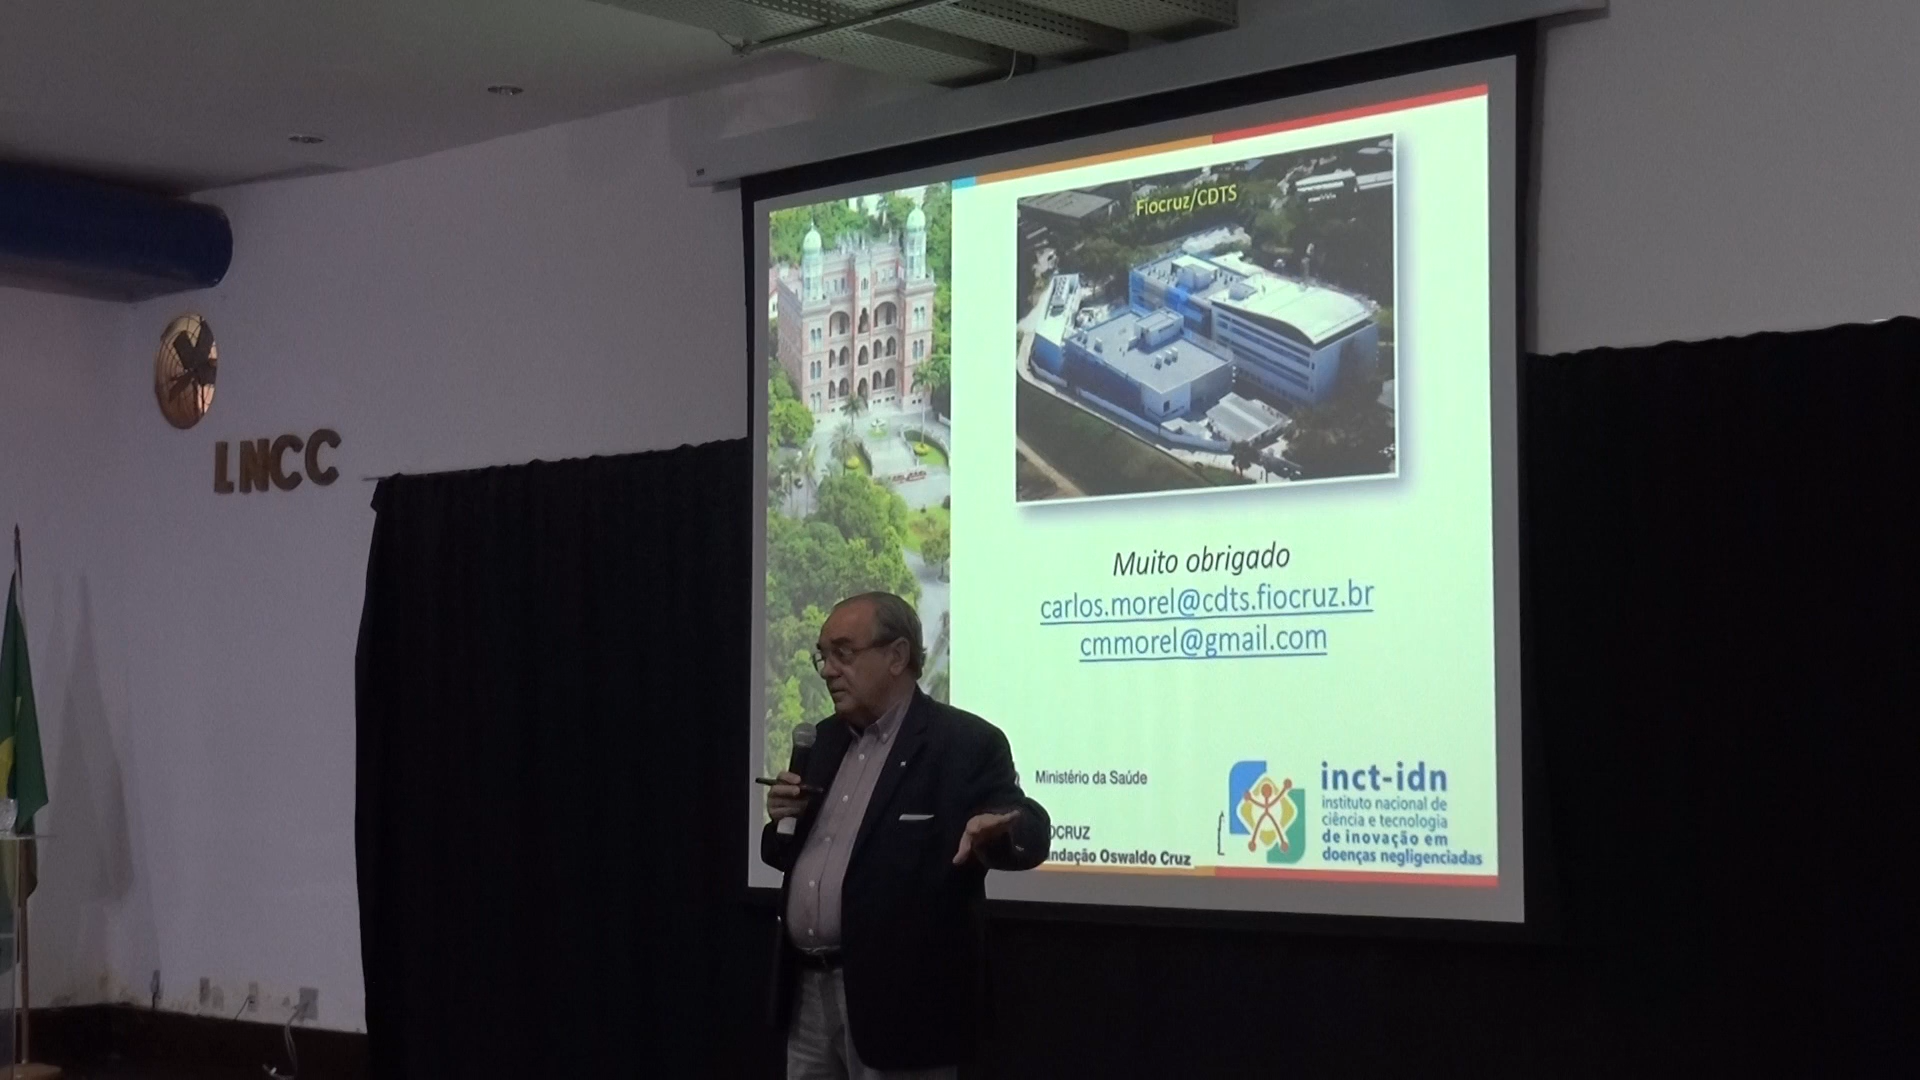 LNCC
Fiocruz/CDTS
Muito obrigado
carlos.morel@cdts.fiocruz.br
cmmorel@gmail.com
Ministério da Saúde
OCRUZ
undação Oswaldo Cruz
inct-idn
instituto nacional de
ciência e tecnologia
de inovação em
doenças negligenciadas